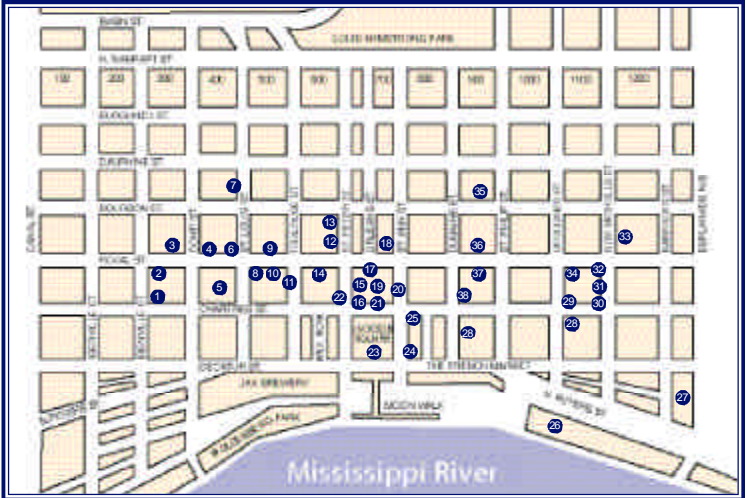 BASIN ST
LOUIS ARMSTRONG PARK
N. RAMPART ST
100 200 300 400 500 600 700 800 900 1000 1100 1200
BURGUNDY ST
DAUPHINE ST
7
35
BOURBON ST
CANAL ST
CONTI ST
ST. LOUIS ST
TOULOUSE ST
ST. PETER ST
ORLEANS ST
ST. ANN ST
DUMAINE ST
ST. PHILIP ST
URSULINES ST
GOV. NICHOLLS ST
BARRACKS ST
ESPLANADE AVE
3 4 6 9 13 12 18 36 33
ROYAL ST
2 8 10 11 14 17 37 34 32
1 5 22 15 19 20 16 21 38 31 29 30
CHARTRES ST
IBERVILLE ST
BIENVILLE ST
WILK. ROW
JACKSON SQUARE
25
28
28
23
24
DECATUR ST
THE FRENCH MARKET
JAX BREWERY
MOON WALK
N. PETERS ST
N. PETERS ST
27
26
WOLDENBERG PARK
Mississippi River